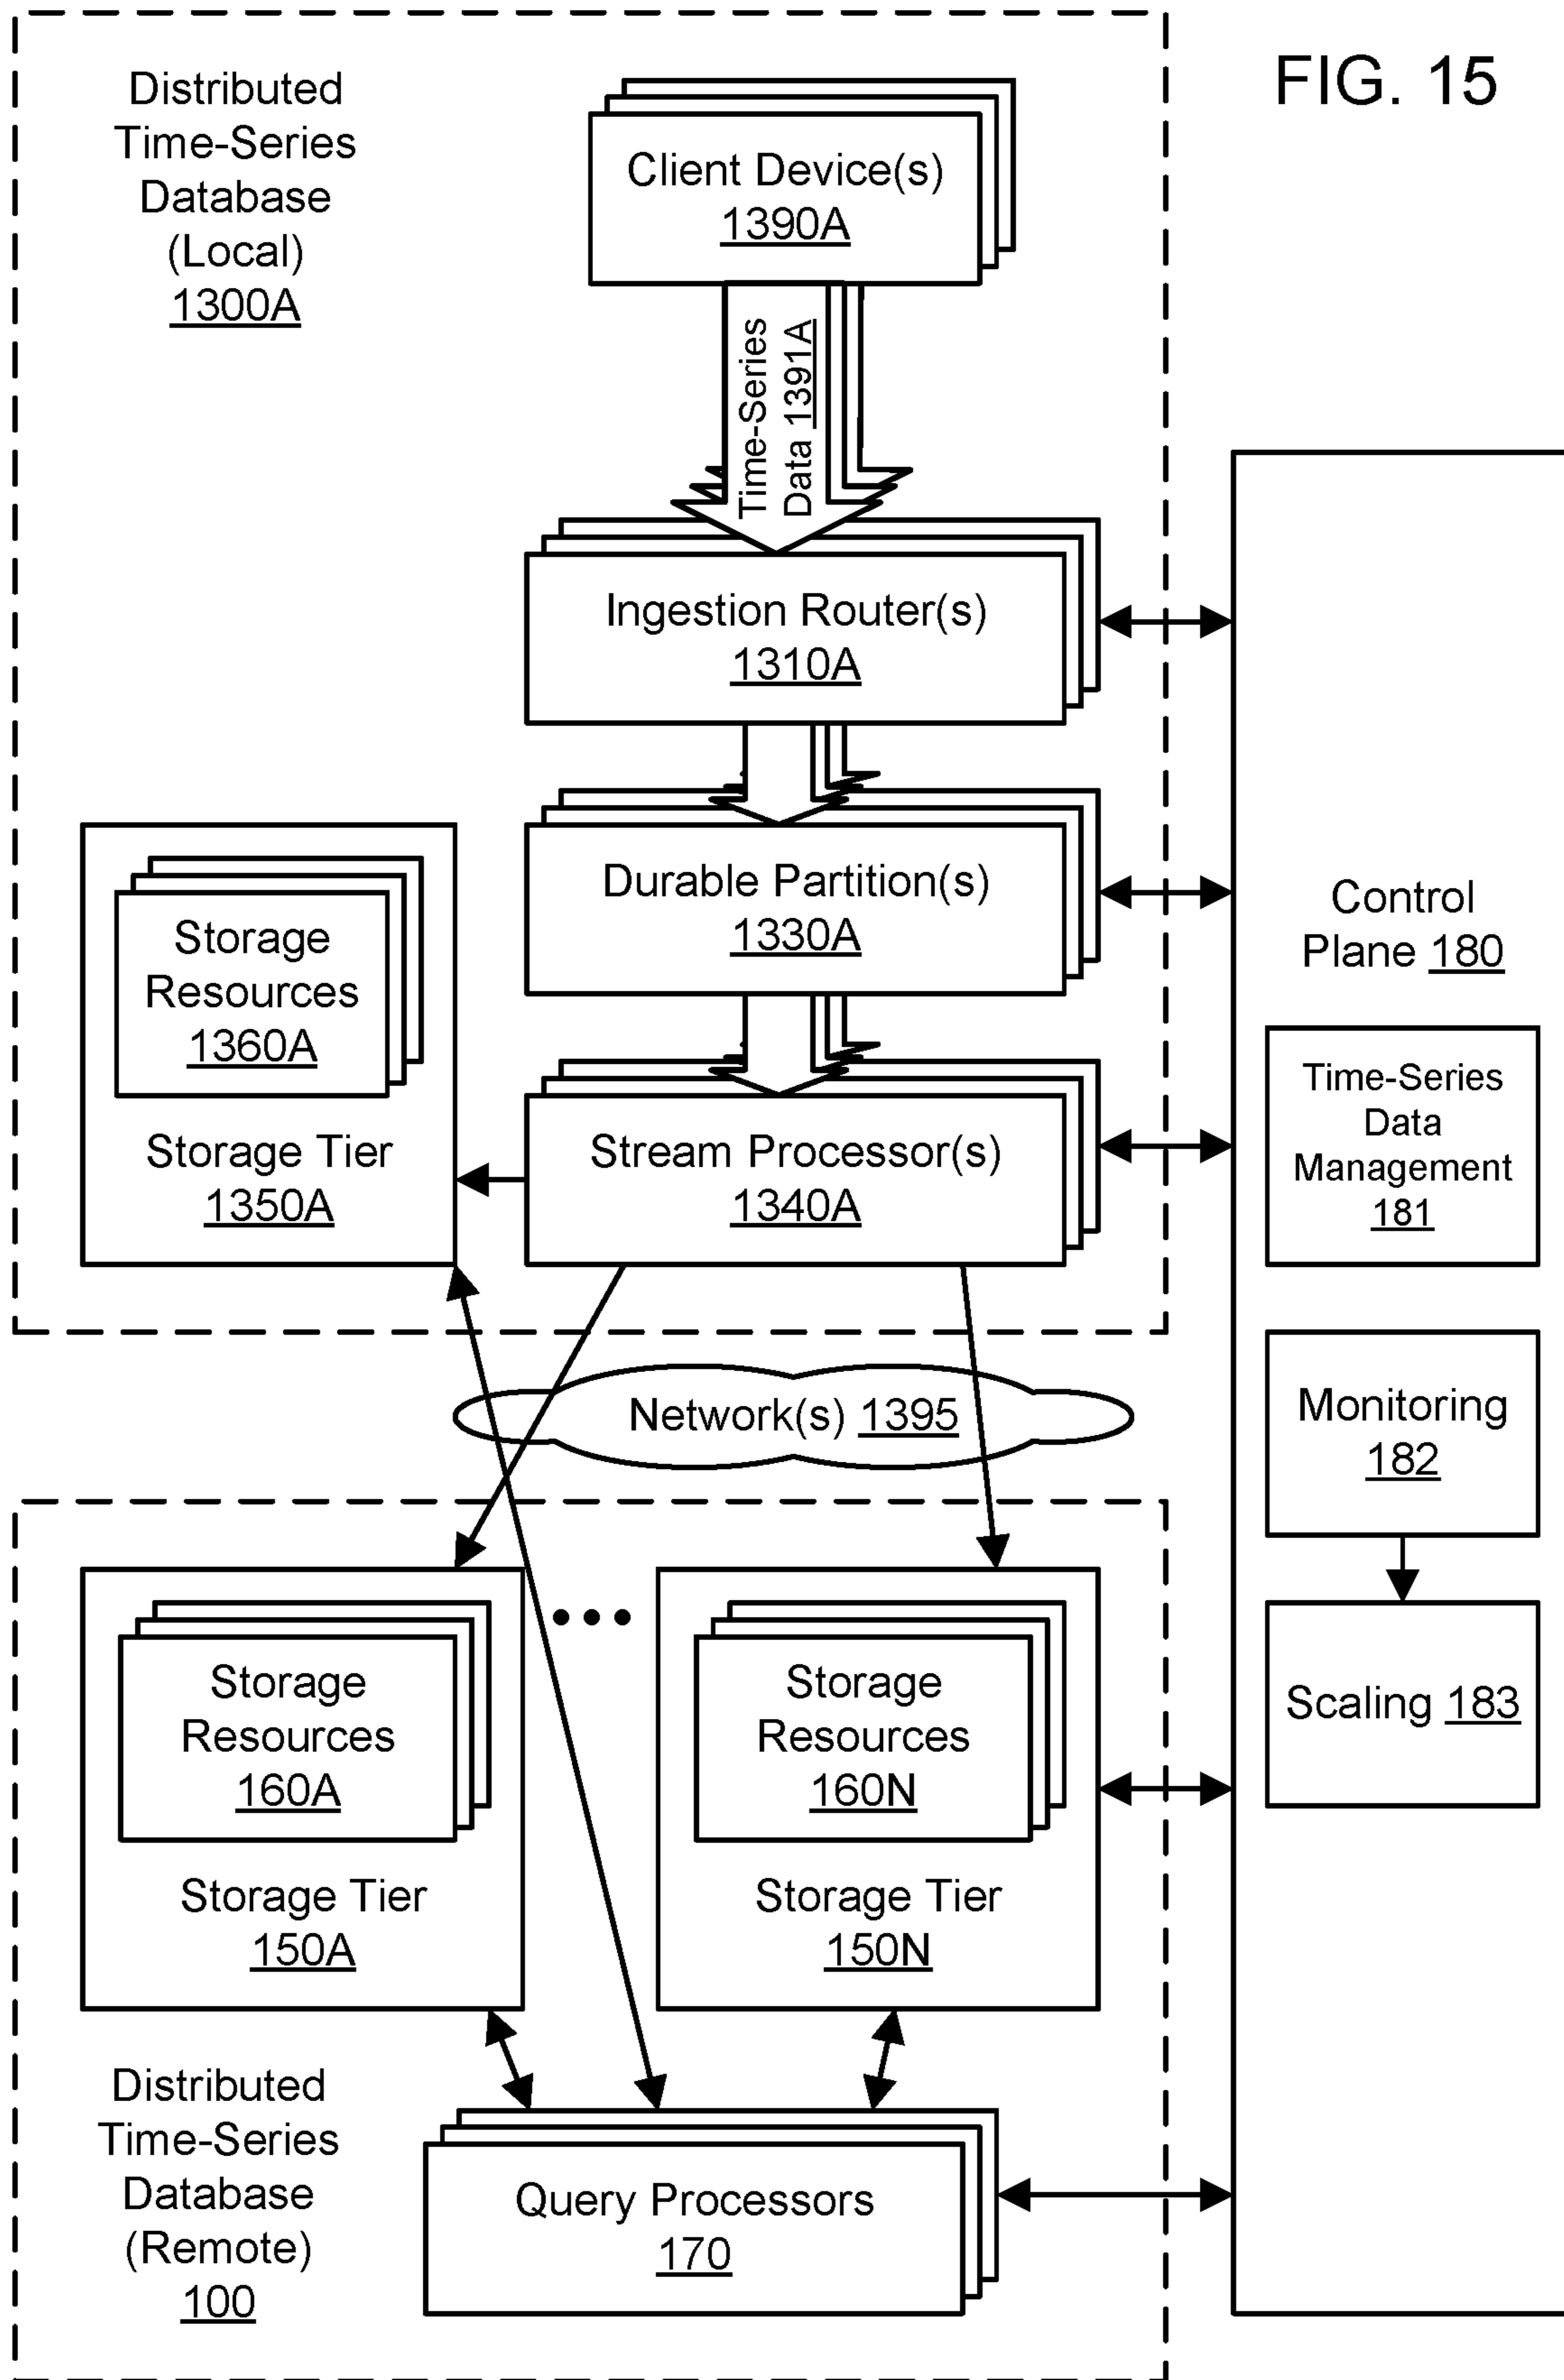 FIG. 15
Distributed
Time-Series
Database
(Local)
1300A
Client Device(s)
1390A
Time-Series
Data 1391A
Ingestion Router(s)
1310A
Durable Partition(s)
1330A
Storage
Resources
1360A
Storage Tier
1350A
Stream Processor(s)
1340A
Control
Plane 180
Time-Series
Data
Management
181
Monitoring
182
Scaling 183
Network(s) 1395
Storage
Resources
160A
Storage Tier
150A
Storage
Resources
160N
Storage Tier
150N
Distributed
Time-Series
Database
(Remote)
100
Query Processors
170